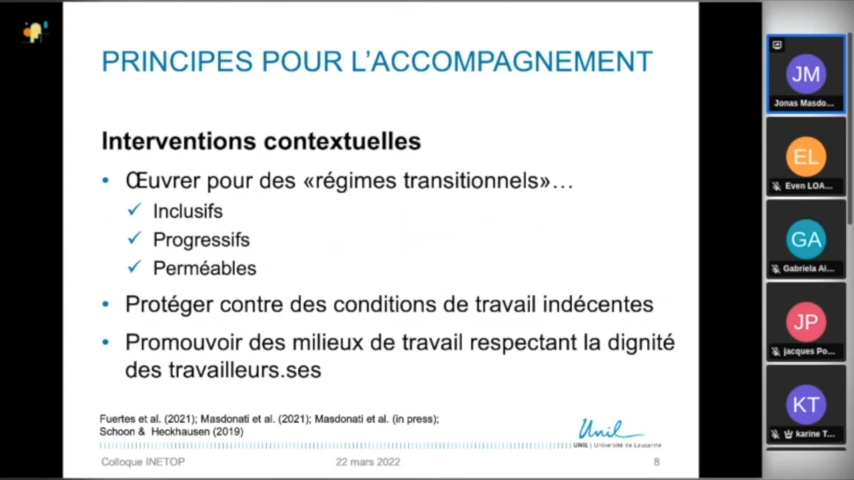 PRINCIPES POUR L'ACCOMPAGNEMENT
Interventions contextuelles
• Œuvrer pour des «régimes transitionnels»…
✓ Inclusifs
✓ Progressifs
✓ Perméables
• Protéger contre des conditions de travail indécentes
• Promouvoir des milieux de travail respectant la dignité
des travailleurs.ses
Fuertes et al. (2021); Masdonati et al. (2021); Masdonati et al. (in press);
Schoon & Heckhausen (2019)
Unil
UNIL | Université de Lausanne
Colloque INETOP
22 mars 2022
8
JM
Jonas Masdo...
EL
Even LOA...
GA
Gabriela Ai...
JP
jacques Po...
KT
karine T...